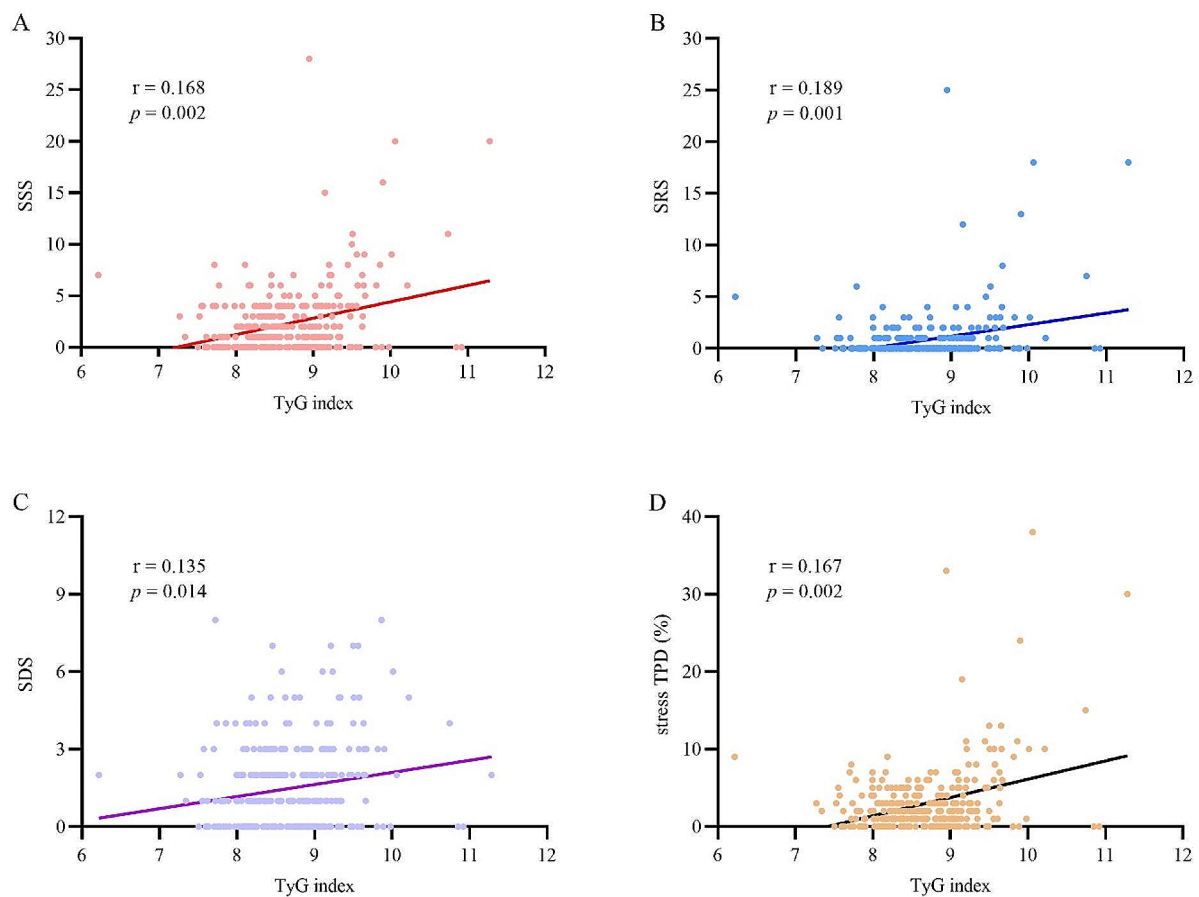 A
30
25
20
15
10
5
0
r = 0.168
p = 0.002
SSS
6 7 8 9 10 11 12
TyG index
B
30
25
20
15
10
5
0
r = 0.189
p = 0.001
SRS
6 7 8 9 10 11 12
TyG index
C
12
9
6
3
0
r = 0.135
p = 0.014
SDS
6 7 8 9 10 11 12
TyG index
D
40
30
20
10
0
r = 0.167
p = 0.002
stress TPD (%)
6 7 8 9 10 11 12
TyG index